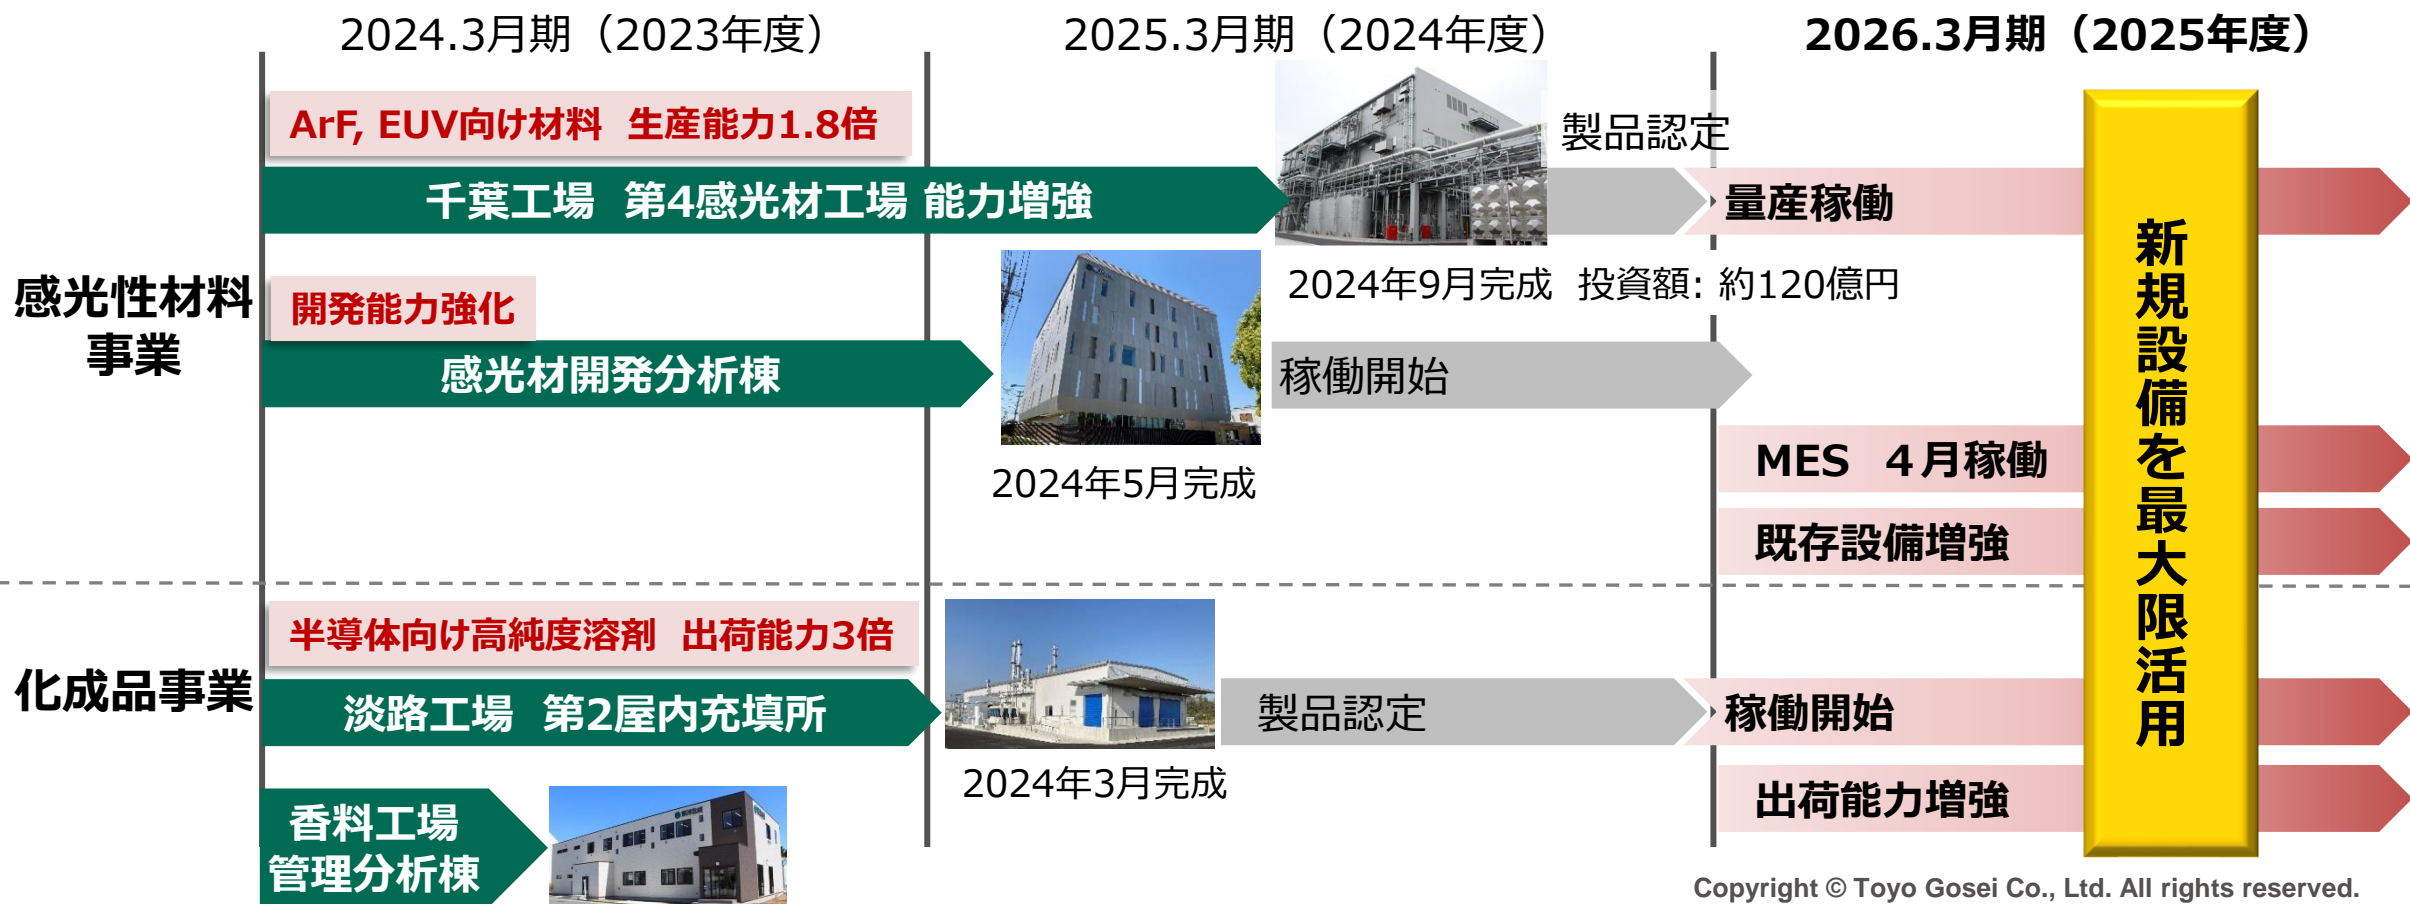 2024.3月期（2023年度）
2025.3月期（2024年度）
2026.3月期（2025年度）
感光性材料
事業
ArF, EUV向け材料 生産能力1.8倍
千葉工場 第4感光材工場 能力増強
製品認定
量産稼働
2024年9月完成 投資額: 約120億円
開発能力強化
感光材開発分析棟
稼働開始
2024年5月完成
MES ４月稼働
既存設備増強
化成品事業
半導体向け高純度溶剤 出荷能力3倍
淡路工場 第2屋内充填所
製品認定
稼働開始
2024年3月完成
出荷能力増強
香料工場
管理分析棟
新規設備を最大限活用
Copyright © Toyo Gosei Co., Ltd. All rights reserved.